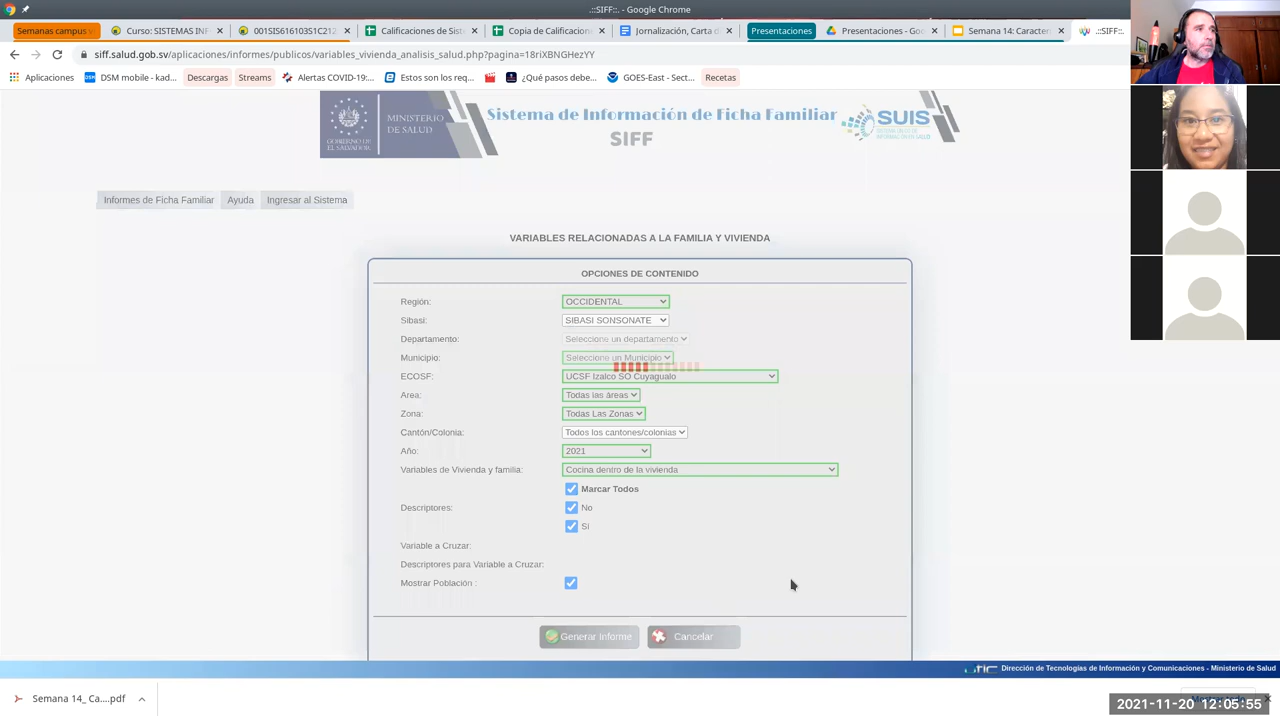 .::SIFF::. - Google Chrome
Semanas campus v
Curso: SISTEMAS INF
001SIS616103S1C212
Calificaciones de Sist
Copia de Calificacion
Jornalización, Carta d
Presentaciones
Presentaciones - Goo
Semana 14: Caracter
.::SIFF::.
siff.salud.gob.sv/aplicaciones/informes/publicos/variables_vivienda_analisis_salud.php?pagina=18riXBNGHezYY
Aplicaciones
DSM mobile - kad...
Descargas
Streams
Alertas COVID-19:...
Estos son los req...
¿Qué pasos debe...
GOES-East - Sect...
Recetas
GOBIERNO DE
EL SALVADOR
MINISTERIO
DE SALUD
Sistema de Información de Ficha Familiar
SIFF
SUIS
Informes de Ficha Familiar
Ayuda
Ingresar al Sistema
VARIABLES RELACIONADAS A LA FAMILIA Y VIVIENDA
OPCIONES DE CONTENIDO
Región: OCCIDENTAL
Sibasi: SIBASI SONSONATE
Departamento: Seleccione un departamento
Municipio: Seleccione un Municipio
ECOSF: UCSF Izalco SO Cuyagualo
Area: Todas las áreas
Zona: Todas Las Zonas
Cantón/Colonia: Todos los cantones/colonias
Año: 2021
Variables de Vivienda y familia: Cocina dentro de la vivienda
Marcar Todos
Descriptores: No
Si
Variable a Cruzar:
Descriptores para Variable a Cruzar:
Mostrar Población :
Generar Informe
Cancelar
Dirección de Tecnologías de Información y Comunicaciones - Ministerio de Salud
Semana 14_ Ca....pdf
2021-11-20 12:05:55